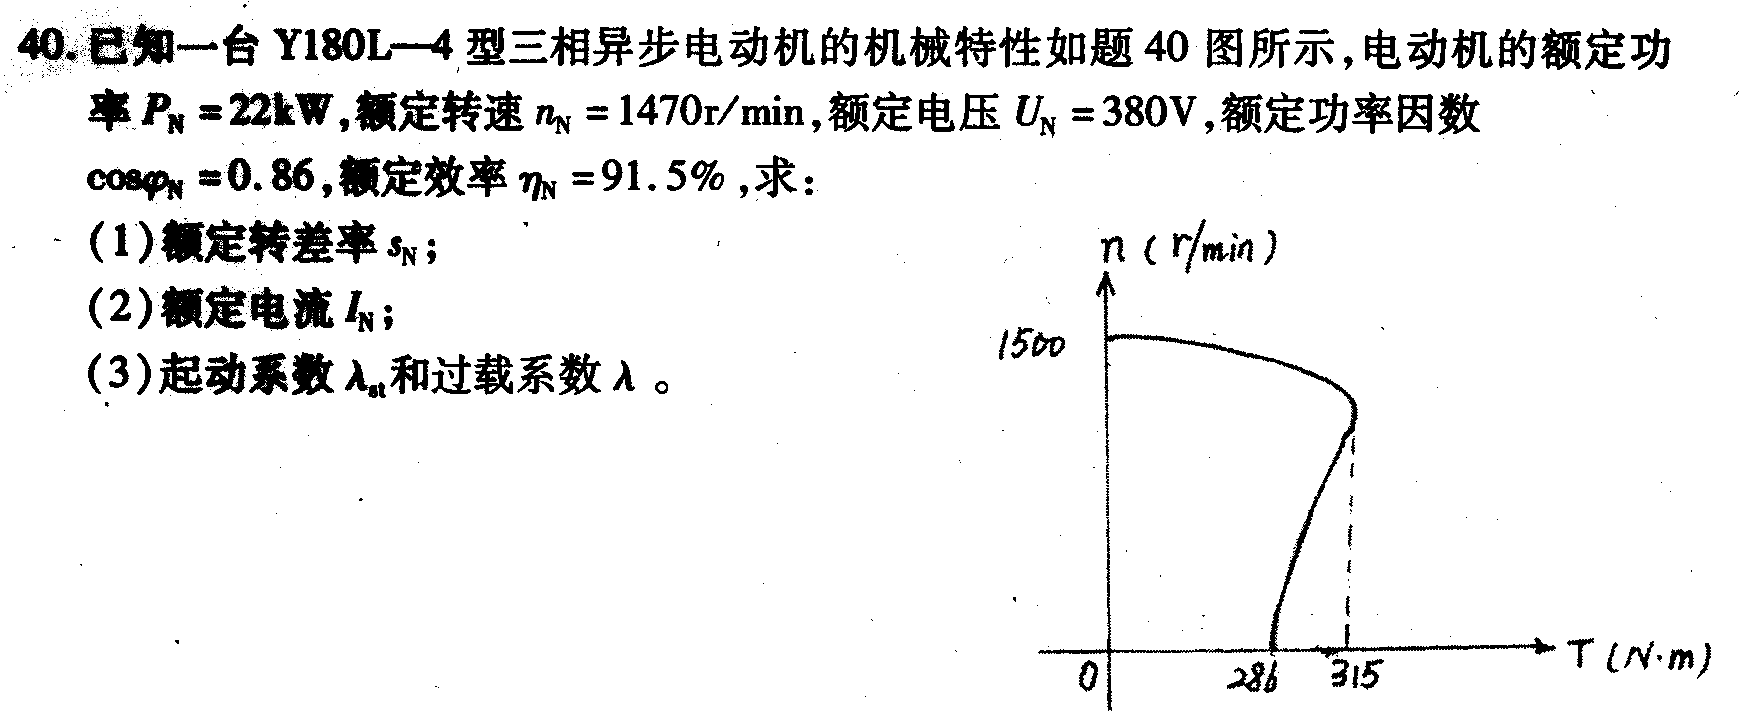 40. 已知一台 Y180L—4 型三相异步电动机的机械特性如题 40 图所示,电动机的额定功
率 P_N = 22kW,额定转速 n_N = 1470r/min,额定电压 U_N = 380V,额定功率因数
cosφ_N = 0.86,额定效率 η_N = 91.5%,求:
(1)额定转差率 s_N;
(2)额定电流 I_N;
(3)起动系数 λ_st和过载系数 λ 。
n (r/min)
1500
0
286
315
T (N·m)